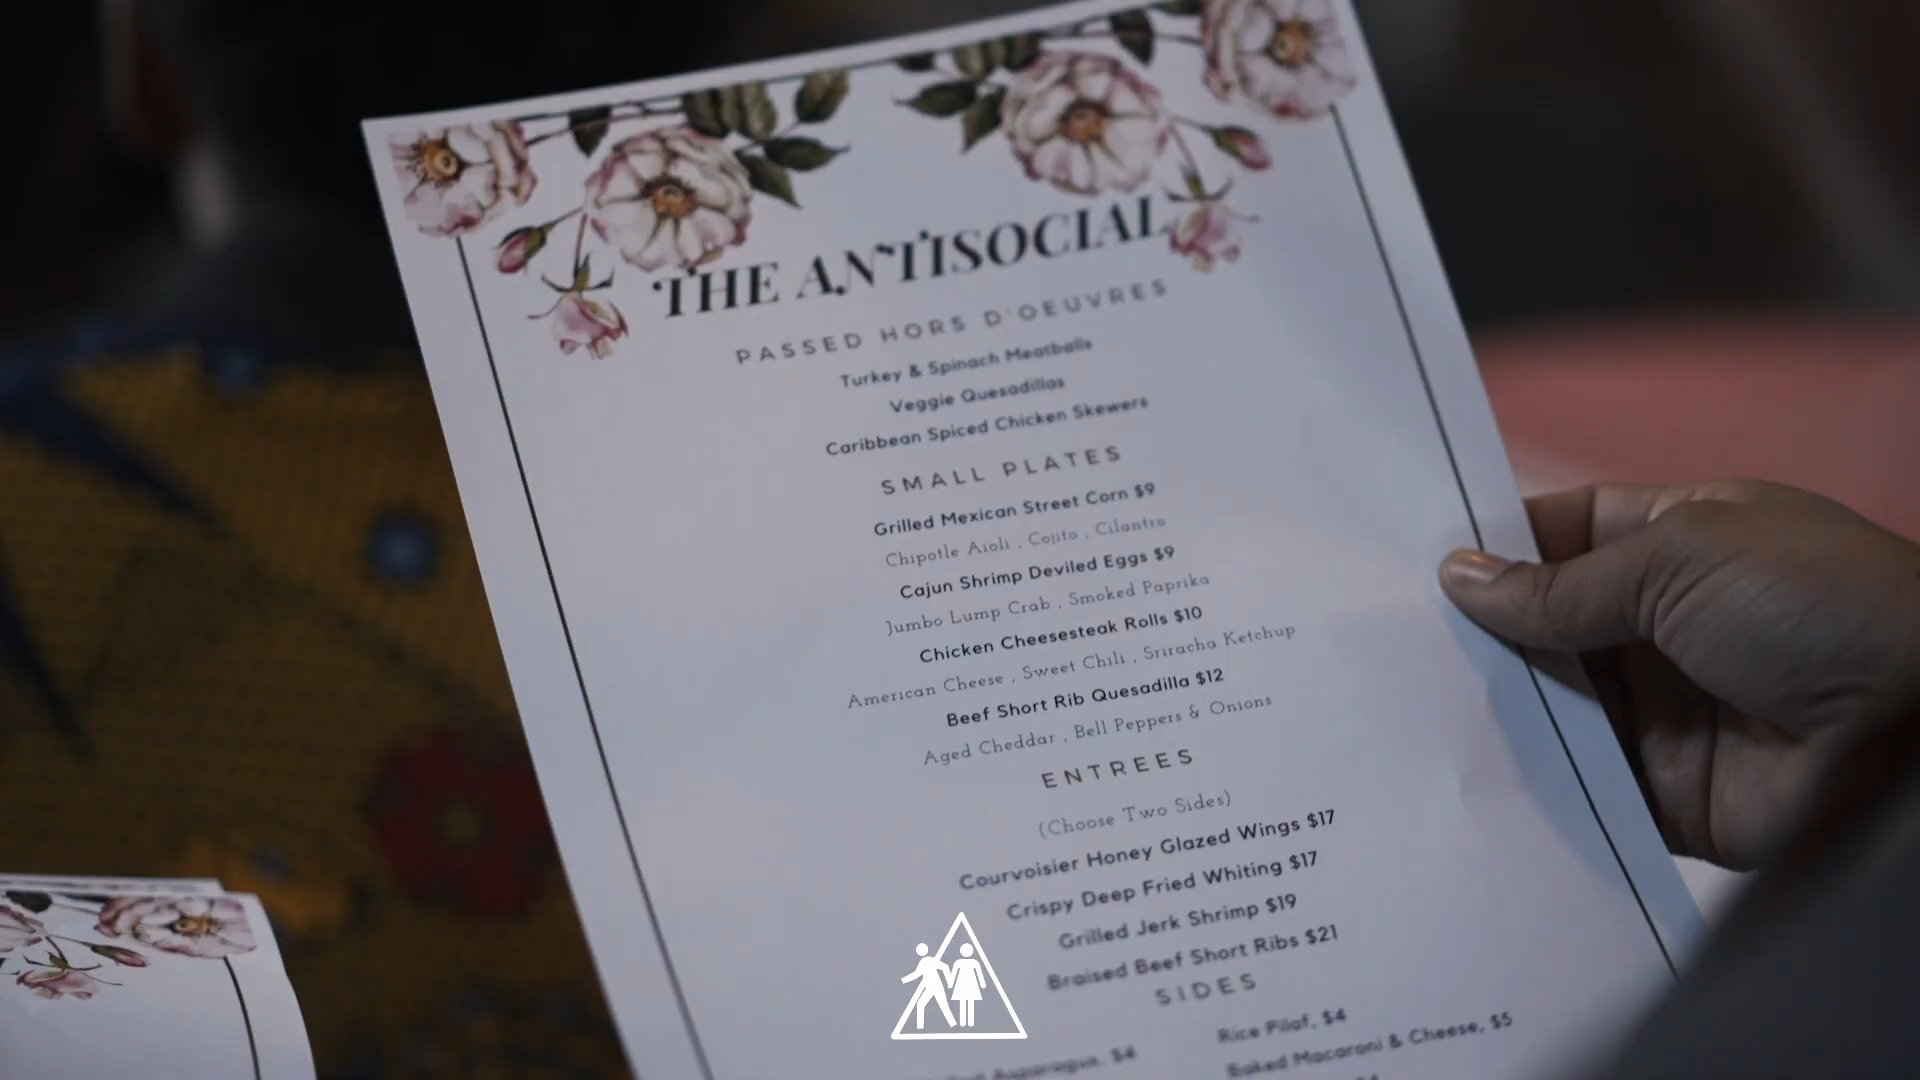 THE ANTISOCIAL
PASSED HORS D'OEUVRES
Turkey & Spinach Meatballs
Veggie Quesadillas
Caribbean Spiced Chicken Skewers
SMALL PLATES
Grilled Mexican Street Corn $9
Chipotle Aioli , Cojito , Cilantro
Cajun Shrimp Deviled Eggs $9
Jumbo Lump Crab , Smoked Paprika
Chicken Cheesesteak Rolls $10
American Cheese , Sweet Chili , Sriracha Ketchup
Beef Short Rib Quesadilla $12
Aged Cheddar , Bell Peppers & Onions
ENTREES
(Choose Two Sides)
Courvoisier Honey Glazed Wings $17
Crispy Deep Fried Whiting $17
Grilled Jerk Shrimp $19
Braised Beef Short Ribs $21
SIDES
Rice Pilaf, $4
Asparagus, $4
Baked Macaroni & Cheese, $5